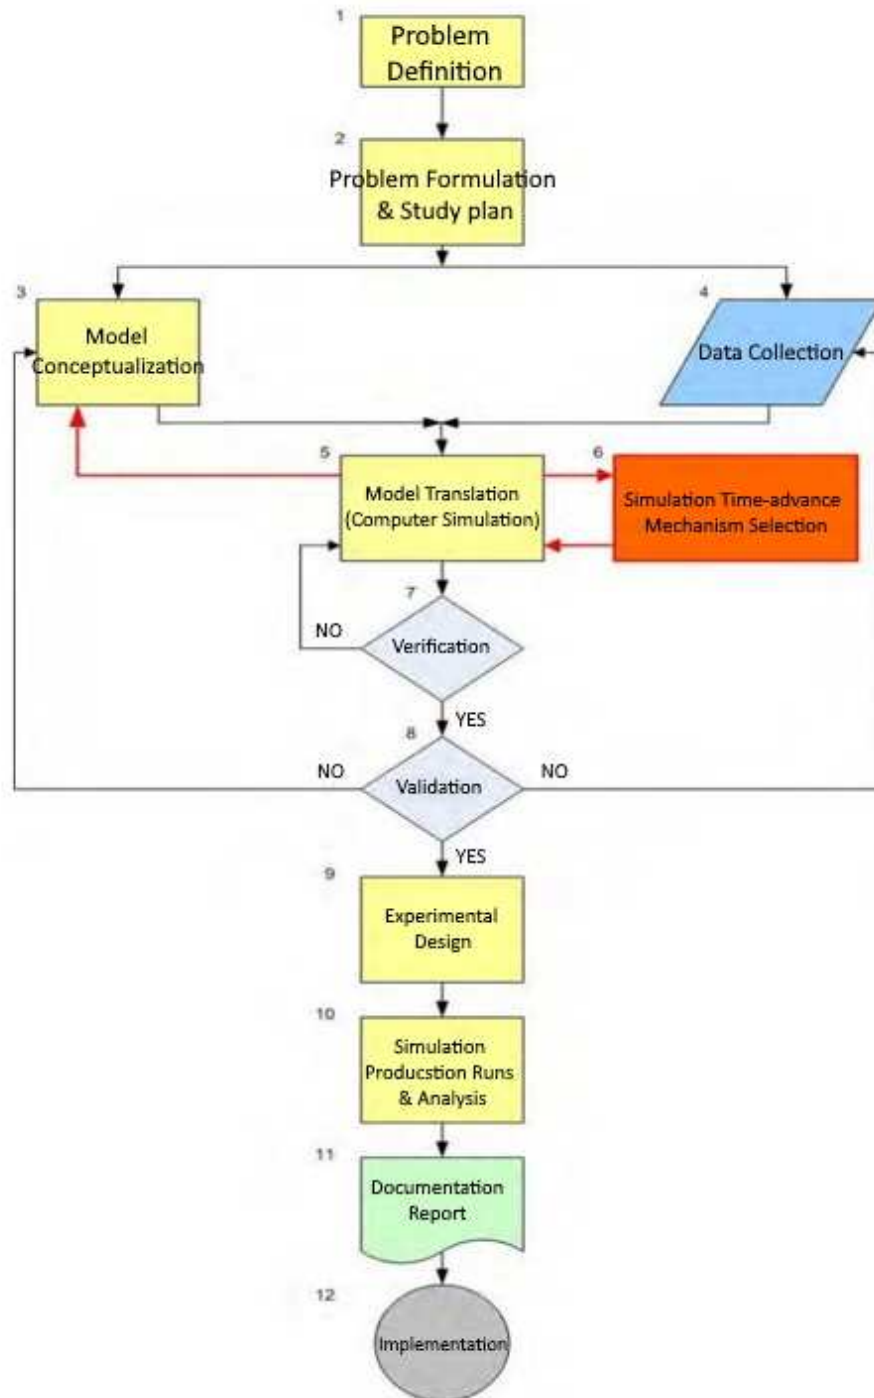 1
Problem
Definition
2
Problem Formulation
& Study plan
3
Model
Conceptualization
4
Data Collection
5
Model Translation
(Computer Simulation)
6
Simulation Time-advance
Mechanism Selection
7
Verification
NO
YES
8
Validation
NO
NO
YES
9
Experimental
Design
10
Simulation
Producstion Runs
& Analysis
11
Documentation
Report
12
Implementation